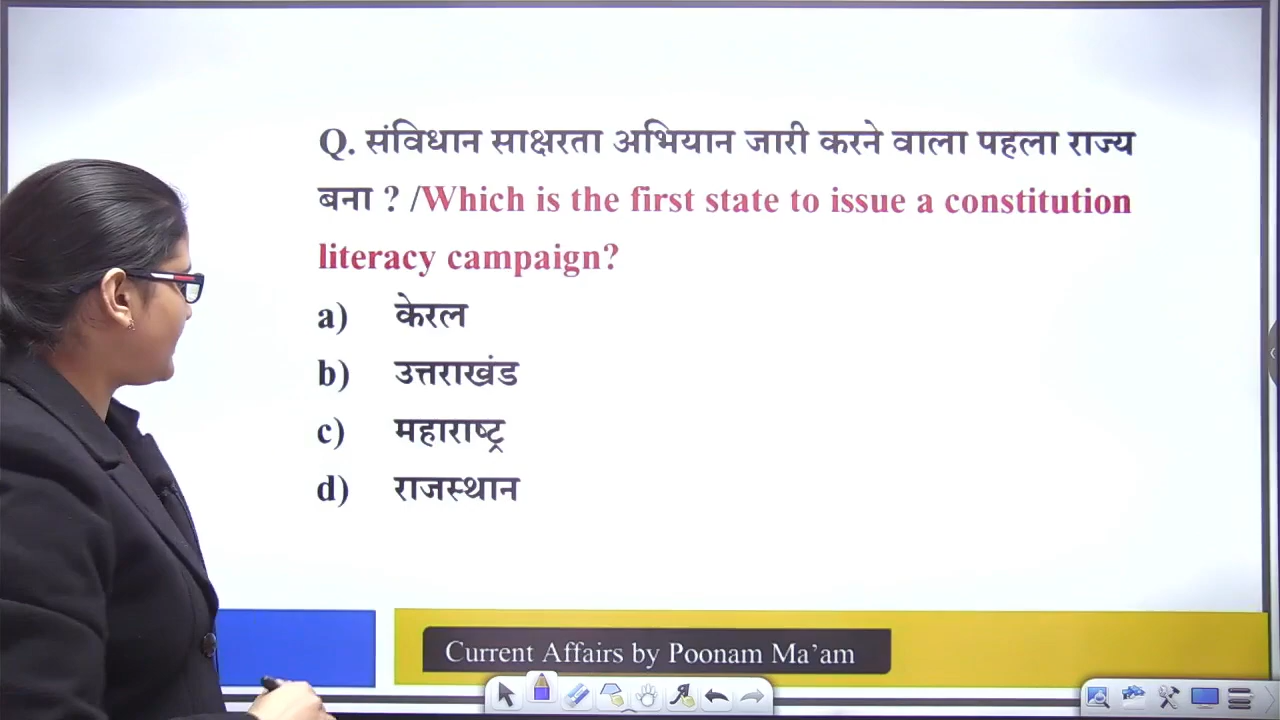 Q. संविधान साक्षरता अभियान जारी करने वाला पहला राज्य
बना ? /Which is the first state to issue a constitution
literacy campaign?
a) केरल
b) उत्तराखंड
c) महाराष्ट्र
d) राजस्थान
Current Affairs by Poonam Ma'am